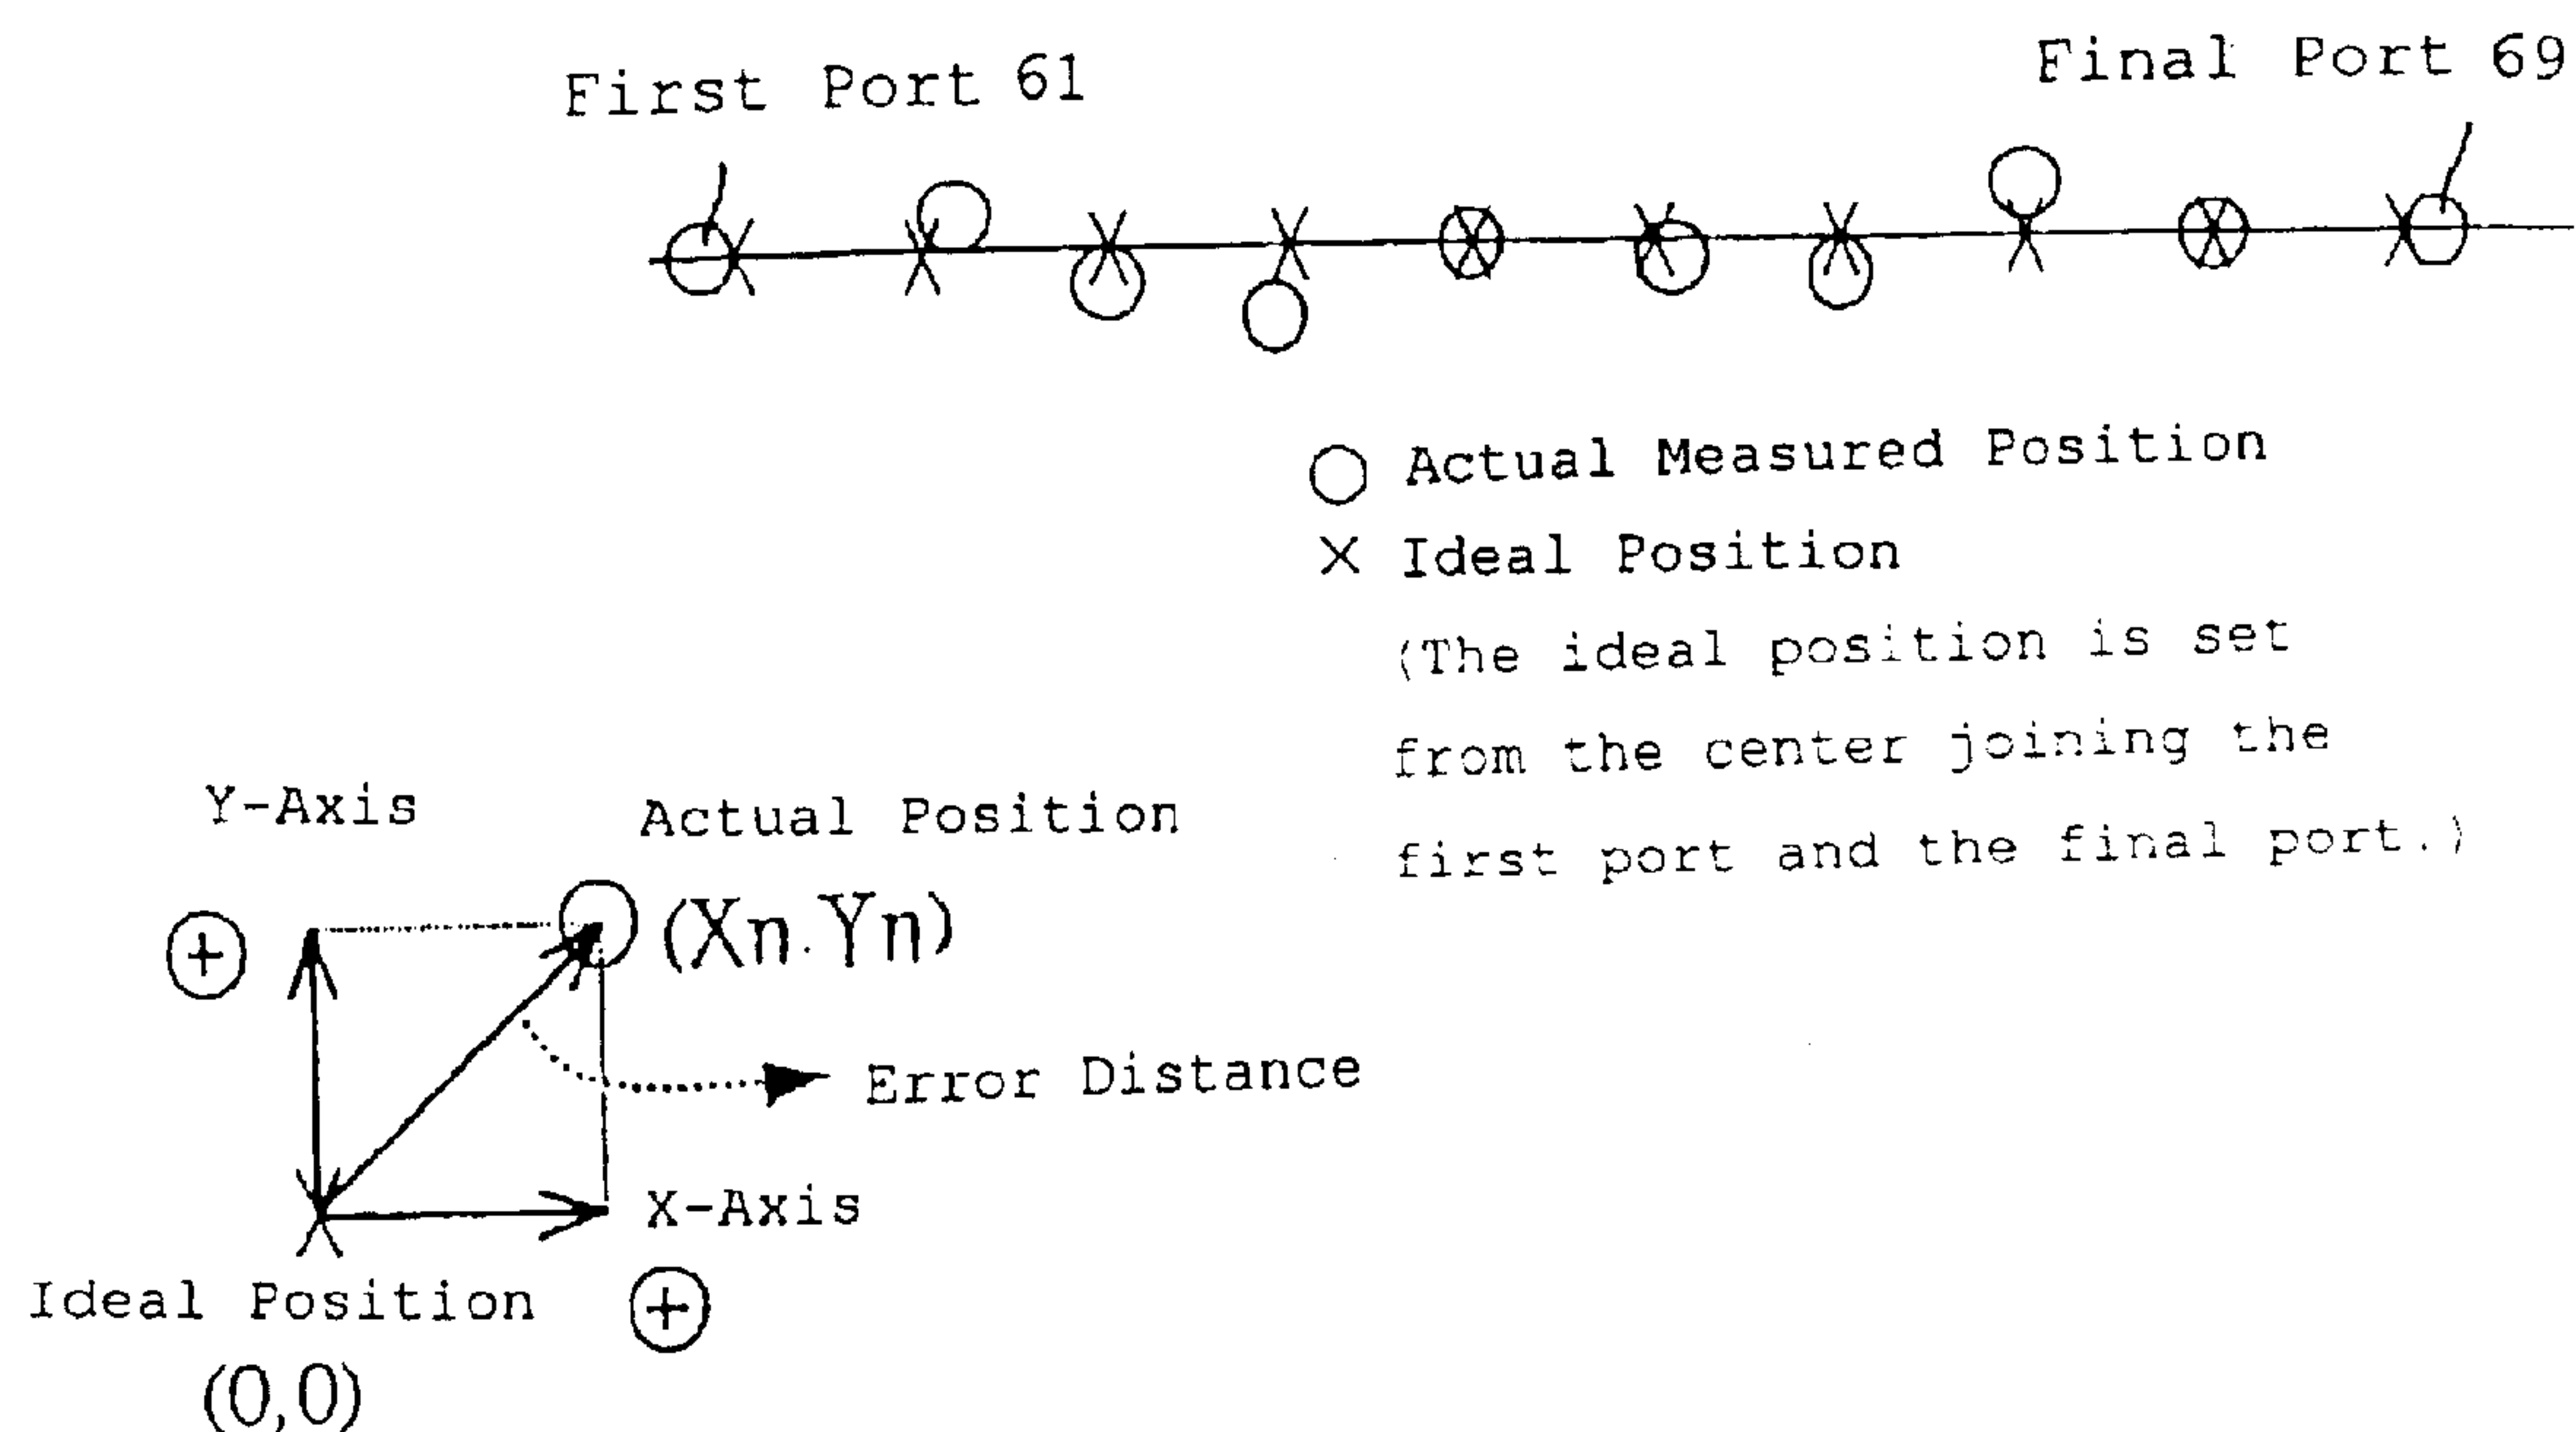 First Port 61
Final Port 69
Actual Measured Position
Ideal Position
(The ideal position is set
from the center joining the
first port and the final port.)
Y-Axis
Actual Position
(Xn.Yn)
Error Distance
X-Axis
Ideal Position
(0,0)